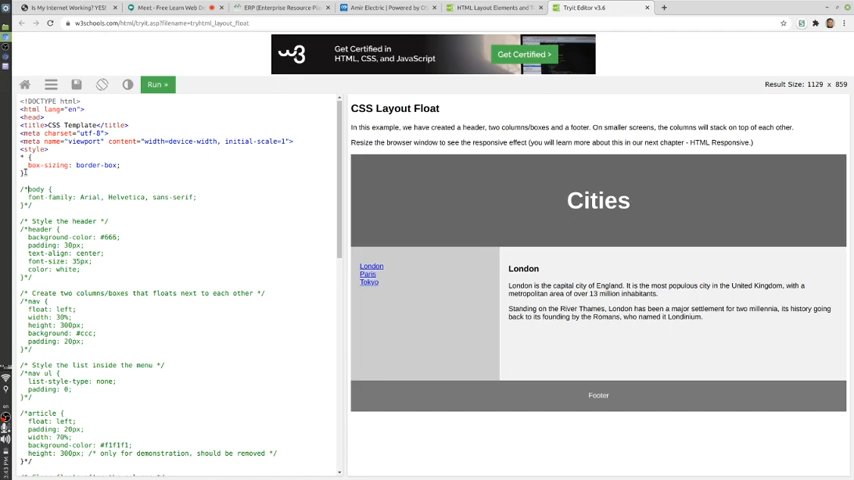 Is My Internet Working? Yes!
Meet - Free Learn Web De
ERP (Enterprise Resource Pla
Amir Electric | Powered by O
HTML Layout Elements and T
Tryit Editor v3.6
w3schools.com/html/tryit.asp?filename=tryhtml_layout_float
Get Certified in
HTML, CSS, and JavaScript
Get Certified >
Run »
Result Size: 1129 x 859
<!DOCTYPE html>
<html lang="en">
<head>
<title>CSS Template</title>
<meta charset="utf-8">
<meta name="viewport" content="width=device-width, initial-scale=1">
<style>
* {
box-sizing: border-box;
}
/*body {
font-family: Arial, Helvetica, sans-serif;
}*/
/* Style the header */
/*header {
background-color: #666;
padding: 30px;
text-align: center;
font-size: 35px;
color: white;
}*/
/* Create two columns/boxes that floats next to each other */
/*nav {
float: left;
width: 30%;
height: 300px;
background: #ccc;
padding: 20px;
}*/
/* Style the list inside the menu */
/*nav ul {
list-style-type: none;
padding: 0;
}*/
/*article {
float: left;
padding: 20px;
width: 70%;
background-color: #f1f1f1;
height: 300px; /* only for demonstration, should be removed */
}*/
CSS Layout Float
In this example, we have created a header, two columns/boxes and a footer. On smaller screens, the columns will stack on top of each other.
Resize the browser window to see the responsive effect (you will learn more about this in our next chapter - HTML Responsive.)
Cities
London
Paris
Tokyo
London
London is the capital city of England. It is the most populous city in the United Kingdom, with a
metropolitan area of over 13 million inhabitants.
Standing on the River Thames, London has been a major settlement for two millennia, its history going
back to its founding by the Romans, who named it Londinium.
Footer
3:43 PM